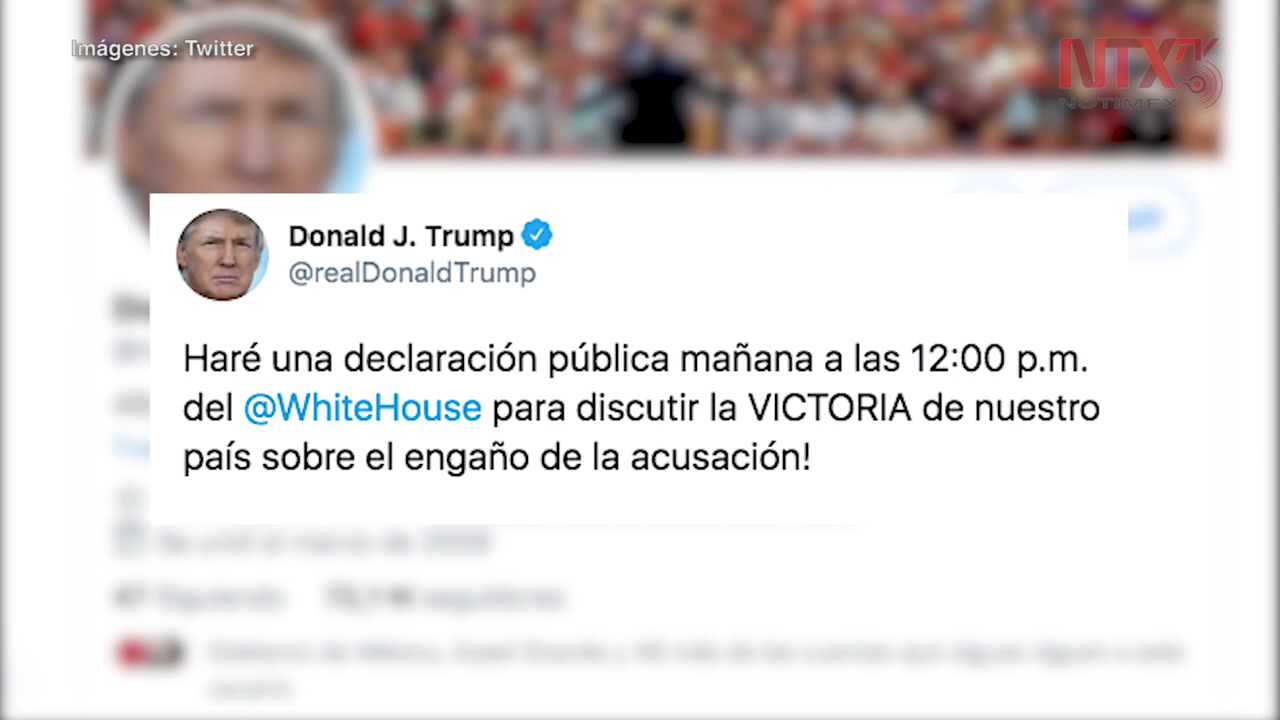 Imágenes: Twitter
NTX
NOTIMEX
Donald J. Trump
@realDonaldTrump
Haré una declaración pública mañana a las 12:00 p.m.
del @WhiteHouse para discutir la VICTORIA de nuestro
país sobre el engaño de la acusación!